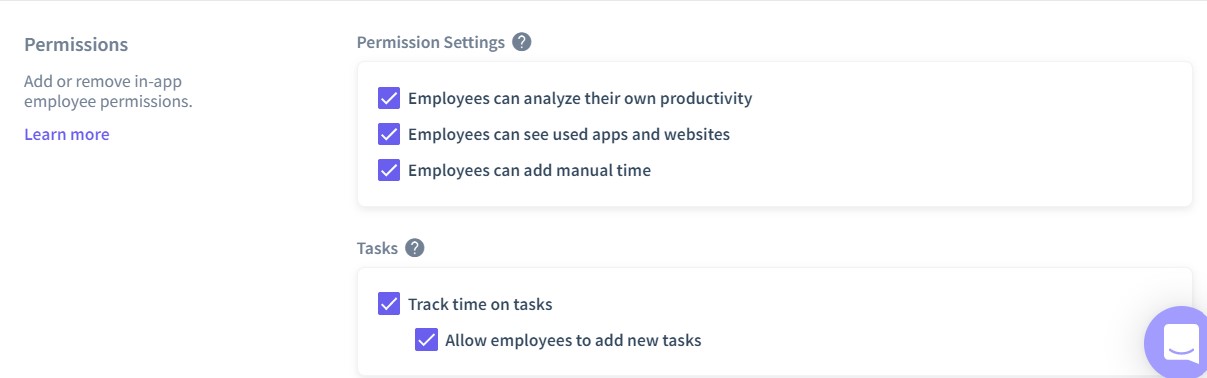 Permissions
Add or remove in-app
employee permissions.
Learn more
Permission Settings ?
Employees can analyze their own productivity
Employees can see used apps and websites
Employees can add manual time
Tasks ?
Track time on tasks
Allow employees to add new tasks